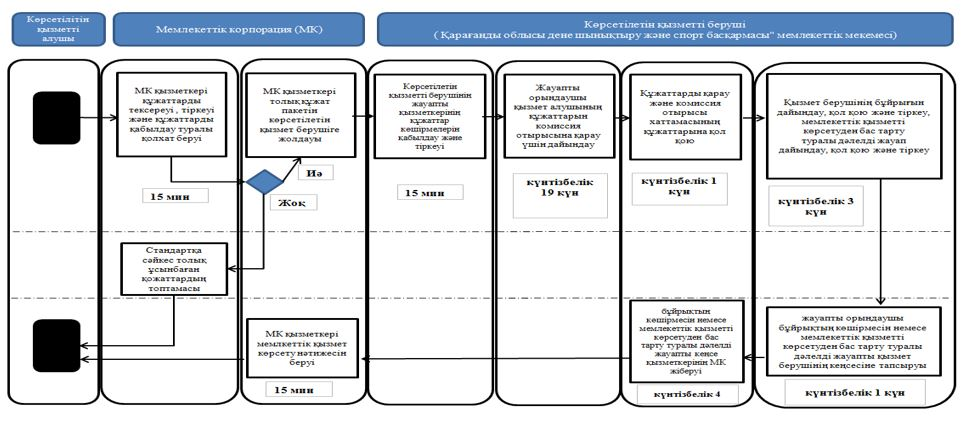 Көрсетілітін
қызметті
алушы
Мемлекеттік корпорация (МК)
Көрсетілетін қызметті беруші
( Қарағанды облысы дене шынықтыру және спорт басқармасы" мемлекеттік мекемесі)
МК қызметкері
құжаттарды
тексереуі , тіркеуі
және құжаттарды
қабылдау туралы
қолхат беруі
15 мин
МК қызметкері
толық құжат
пакетін
көрсетілетін
қызмет берушіге
жолдауы
Иә
Жоқ
Көрсетілетін
қызметті берушінің
жауапты
қызметкерінің
құжаттар
көшірмелерін
қабылдау және
тіркеуі
15 мин
Жауапты
орындаушы
қызмет алушының
құжаттарын
комиссия
отырысына қарау
үшін дайындау
күнтізбелік
19 күн
Құжаттарды қарау
және комиссия
отырысы
хаттамасының
құжаттарына қол
қою
күнтізбелік 1
күн
Қызмет берушінің бұйрығын
дайындау, қол қою және тіркеу,
мемлекеттік қызметті
көрсетуден бас тарту
туралы дәлелді жауап
дайындау, қол қою және тіркеу
күнтізбелік 3
күн
Стандартқа
сәйкес толық
ұсынбаған
қожаттардың
топтамасы
МК қызметкері
мемлкеттік қызмет
көрсету нәтижесін
беруі
15 мин
бұйрықтын
көшірмесін немесе
мемлекеттік қызметті
көрсетуден бас
тарту туралы дәлелді
жауапты кеңсе
қызметкерінің МК
жіберуі
күнтізбелік 4
жауапты орындаушы
бұйрықтың көшірмесін немесе
мемлекеттік қызметті
көрсетуден бас тарту туралы
дәлелді жауапты қызмет
берушінің кеңсесіне тапсыруы
күнтізбелік 1 күн